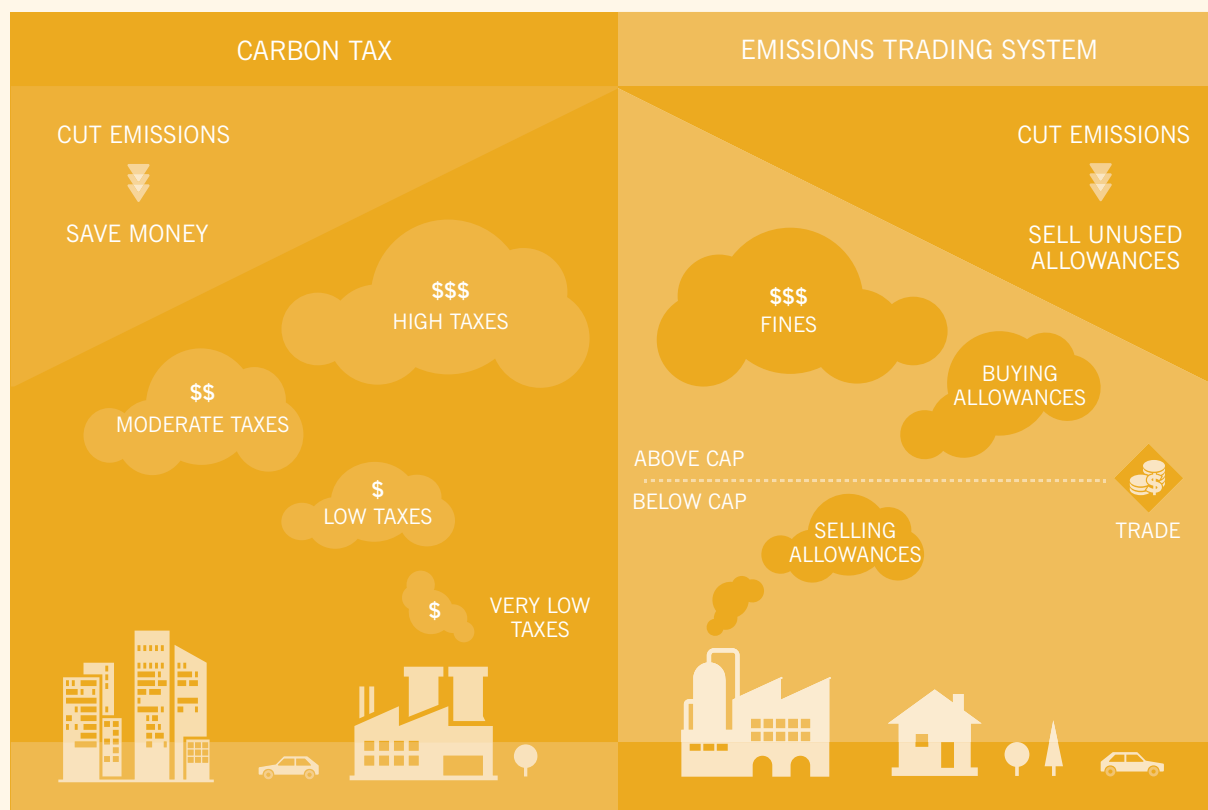 CARBON TAX
CUT EMISSIONS
SAVE MONEY
$$$
HIGH TAXES
$$
MODERATE TAXES
$
LOW TAXES
$
VERY LOW
TAXES
EMISSIONS TRADING SYSTEM
CUT EMISSIONS
SELL UNUSED
ALLOWANCES
$$$
FINES
BUYING
ALLOWANCES
ABOVE CAP
BELOW CAP
$
TRADE
SELLING
ALLOWANCES